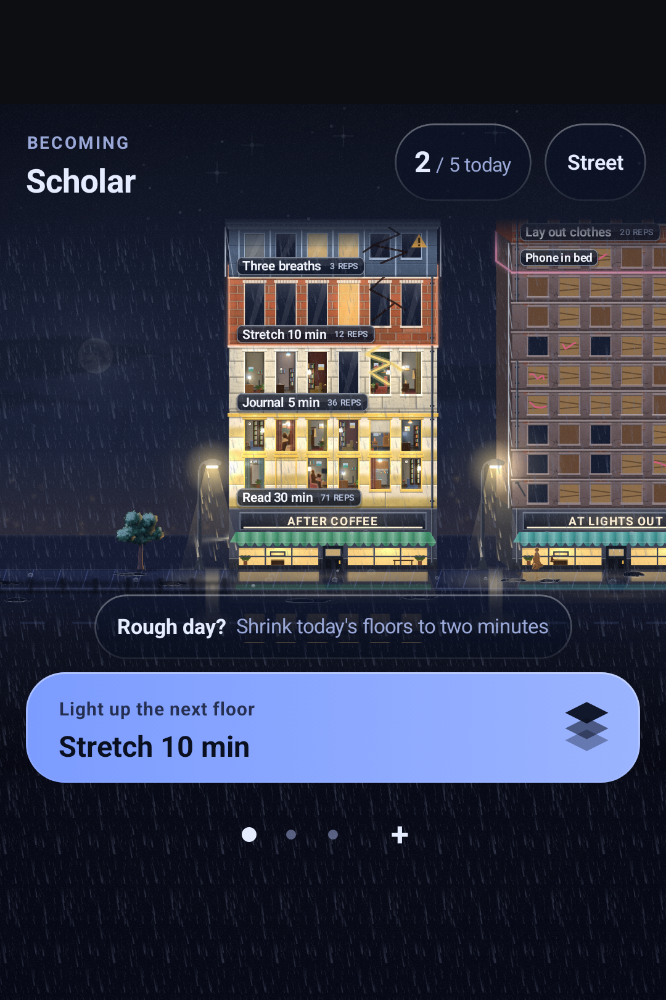 BECOMING
Scholar
2 / 5 today
Street
Three breaths 3 REPS
Stretch 10 min 12 REPS
Journal 5 min 36 REPS
Read 30 min 71 REPS
AFTER COFFEE
Lay out clothes 20 REPS
Phone in bed
AT LIGHTS OUT
Rough day? Shrink today's floors to two minutes
Light up the next floor
Stretch 10 min